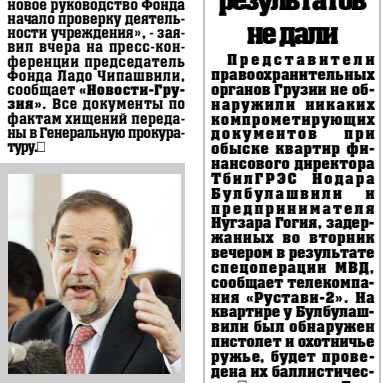 новое руководство Фонда
начато проверку деятель-
ности учреждения», - зая-
вил вчера на пресс-кон-
ференции председатель
Фонда Ладо Чипашвили,
сообщает «Новости-Гру-
зия». Все документы по
фактам хищений переда-
ны в Генеральную прокура-
туру.
результатов
не дали
Представители
правоохранительных
органов Грузии не об-
наружили никаких
компрометирующих
документов при
обыске квартир фи-
нансового директора
ТбилГРЭС Нодара
Булбулашвили и
предпринимателя
Нугзара Гогия, задер-
жанных во вторник
вечером в результате
спецоперации МВД,
сообщает телекомпа-
ния «Рустави-2». На
квартире у Булбулаш-
вили был обнаружен
пистолет и охотничье
ружье, будет прове-
дена их баллистичес-